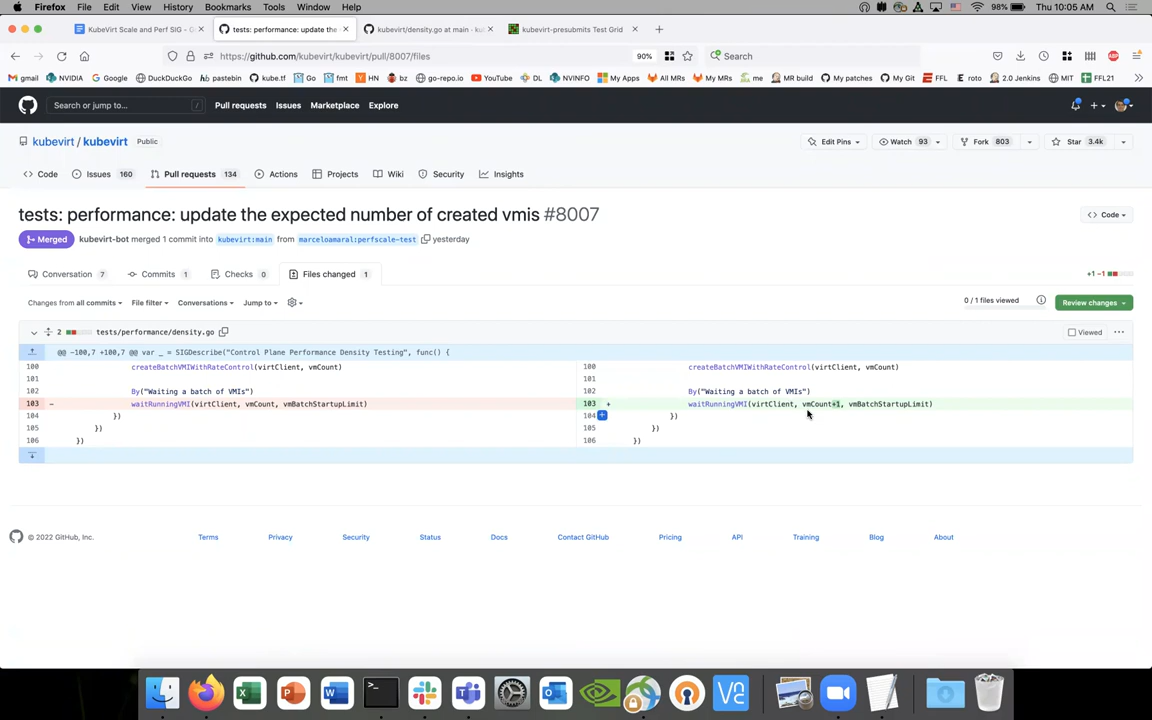 Firefox File Edit View History Bookmarks Tools Window Help 98% Thu 10:05 AM
KubeVirt Scale and Perf SIG - G × tests: performance: update the × kubevirt/density.go at main · kub × kubevirt-presubmits Test Grid ×
https://github.com/kubevirt/kubevirt/pull/8007/files 90% Search
gmail NVIDIA Google DuckDuckGo pastebin kube.tf Go fmt HN bz go-repo.io YouTube DL NVINFO My Apps All MRs My MRs me MR build My patches My Git FFL roto 2.0 Jenkins MIT FFL21
Search or jump to... / Pull requests Issues Marketplace Explore
kubevirt / kubevirt Public Edit Pins Watch 93 Fork 803 Star 3.4k
Code Issues 160 Pull requests 134 Actions Projects Wiki Security Insights
tests: performance: update the expected number of created vmis #8007 Code
Merged kubevirt-bot merged 1 commit into kubevirt:main from marceloamaral:perfscale-test yesterday
Conversation 7 Commits 1 Checks 0 Files changed 1 +1 −1
Changes from all commits File filter Conversations Jump to 0 / 1 files viewed Review changes
2 tests/performance/density.go Viewed
@@ -100,7 +100,7 @@ var _ = SIGDescribe("Control Plane Performance Density Testing", func() {
100 createBatchVMIWithRateControl(virtClient, vmCount) 100 createBatchVMIWithRateControl(virtClient, vmCount)
101 101
102 By("Waiting a batch of VMIs") 102 By("Waiting a batch of VMIs")
103 - waitRunningVMI(virtClient, vmCount, vmBatchStartupLimit) 103 + waitRunningVMI(virtClient, vmCount+1, vmBatchStartupLimit)
104 }) 104 })
105 }) 105 })
106 }) 106 })
© 2022 GitHub, Inc. Terms Privacy Security Status Docs Contact GitHub Pricing API Training Blog About